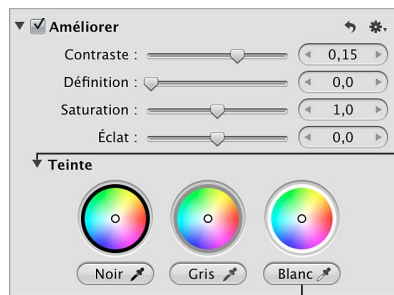 Améliorer
Contraste : 0,15
Définition : 0,0
Saturation : 1,0
Éclat : 0,0
Teinte
Noir Gris Blanc